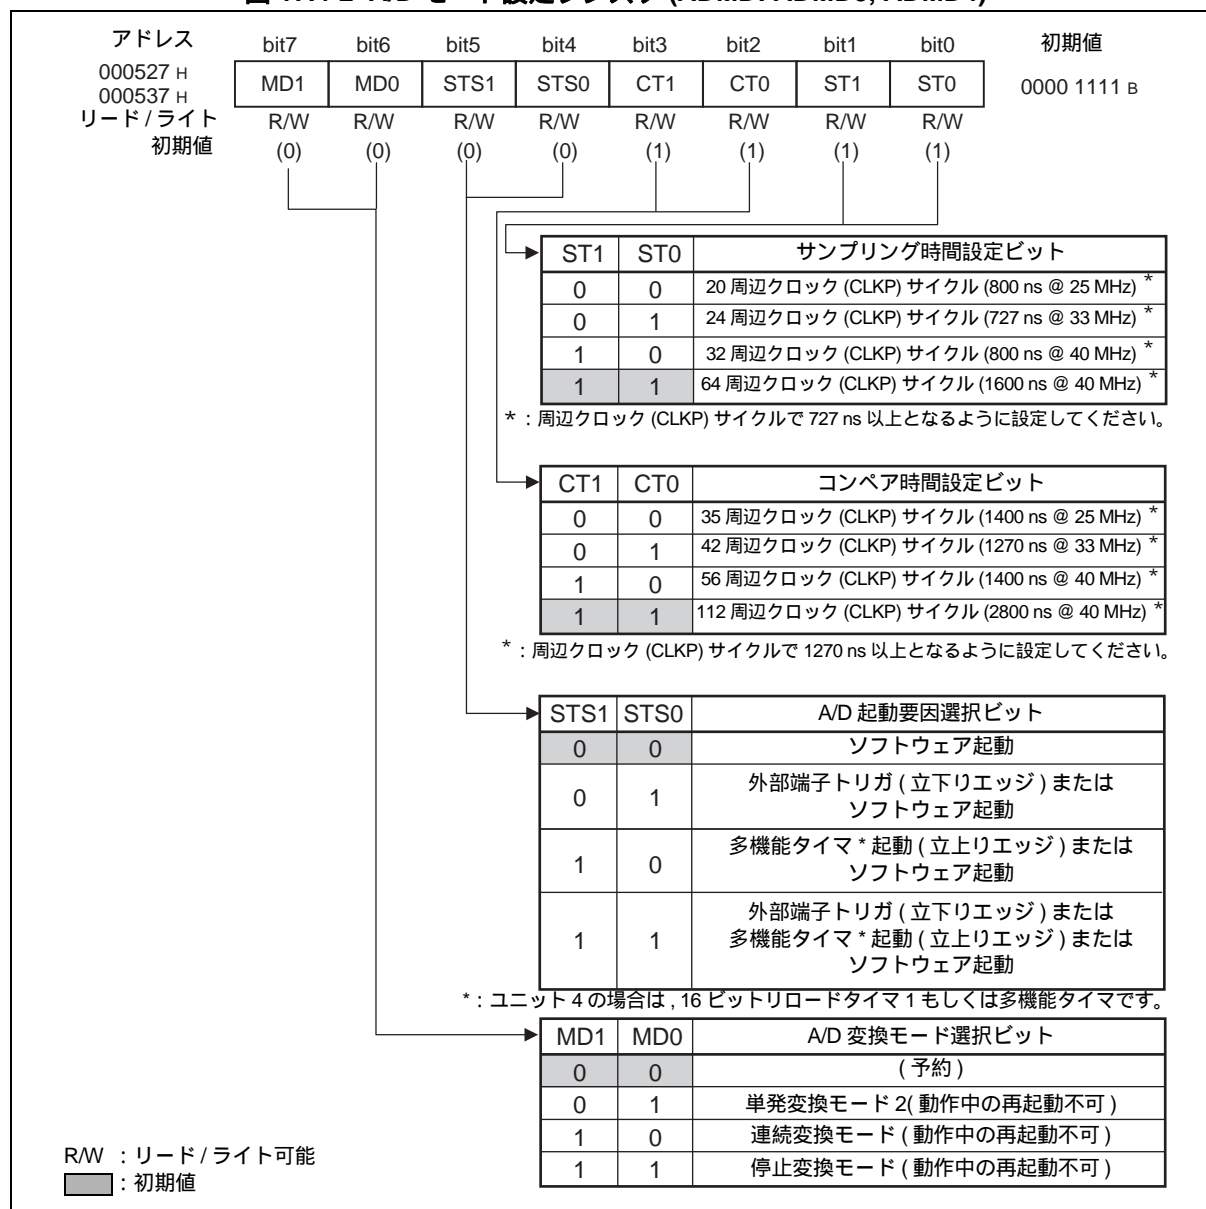 アドレス bit7 bit6 bit5 bit4 bit3 bit2 bit1 bit0 初期値
000527 H
000537 H
MD1 MD0 STS1 STS0 CT1 CT0 ST1 ST0 0000 1111 B
リード / ライト R/W R/W R/W R/W R/W R/W R/W R/W
初期値 (0) (0) (0) (0) (1) (1) (1) (1)
ST1 ST0 サンプリング時間設定ビット
0 0 20 周辺クロック (CLKP) サイクル (800 ns @ 25 MHz) *
0 1 24 周辺クロック (CLKP) サイクル (727 ns @ 33 MHz) *
1 0 32 周辺クロック (CLKP) サイクル (800 ns @ 40 MHz) *
1 1 64 周辺クロック (CLKP) サイクル (1600 ns @ 40 MHz) *
* : 周辺クロック (CLKP) サイクルで 727 ns 以上となるように設定してください。
CT1 CT0 コンペア時間設定ビット
0 0 35 周辺クロック (CLKP) サイクル (1400 ns @ 25 MHz) *
0 1 42 周辺クロック (CLKP) サイクル (1270 ns @ 33 MHz) *
1 0 56 周辺クロック (CLKP) サイクル (1400 ns @ 40 MHz) *
1 1 112 周辺クロック (CLKP) サイクル (2800 ns @ 40 MHz) *
* : 周辺クロック (CLKP) サイクルで 1270 ns 以上となるように設定してください。
STS1 STS0 A/D 起動要因選択ビット
0 0 ソフトウェア起動
0 1 外部端子トリガ ( 立下りエッジ ) または
ソフトウェア起動
1 0 多機能タイマ * 起動 ( 立上りエッジ ) または
ソフトウェア起動
1 1 外部端子トリガ ( 立下りエッジ ) または
多機能タイマ * 起動 ( 立上りエッジ ) または
ソフトウェア起動
* : ユニット 4 の場合は , 16 ビットリロードタイマ 1 もしくは多機能タイマです。
MD1 MD0 A/D 変換モード選択ビット
0 0 ( 予約 )
0 1 単発変換モード 2( 動作中の再起動不可 )
1 0 連続変換モード ( 動作中の再起動不可 )
1 1 停止変換モード ( 動作中の再起動不可 )
R/W : リード / ライト可能
: 初期値